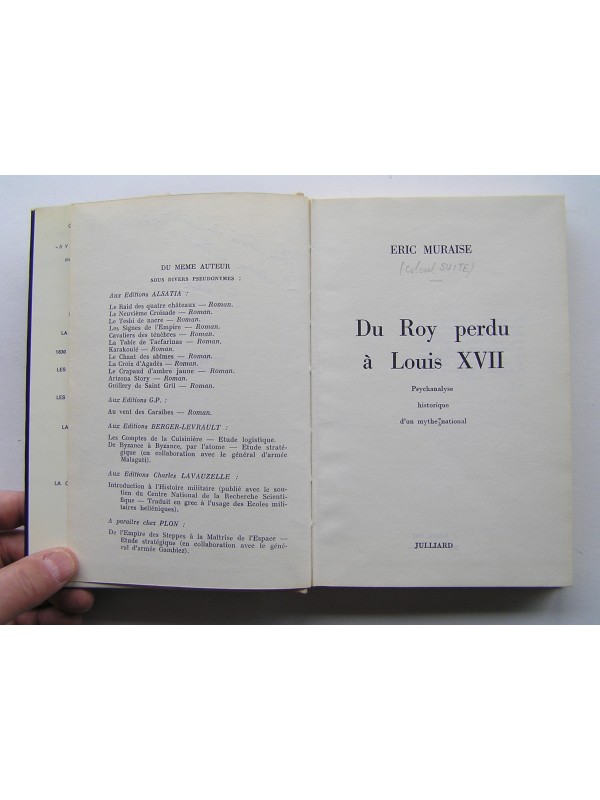 DU MEME AUTEUR
SOUS DIVERS PSEUDONYMES :
Aux Editions ALSATIA :
Le Raid des quatre châteaux — Roman.
La Neuvième Croisade — Roman.
Le Toshi de nacre — Roman.
Les Signes de l'Empire — Roman.
Cavaliers des ténèbres — Roman.
La Table de Tacfarinas — Roman.
Karakoulé — Roman.
Le Chant des abîmes — Roman.
La Croix d'Agadès — Roman.
Le Crapaud d'ambre jaune — Roman.
Arizona Story — Roman.
Guillery de Saint Gril — Roman.
Aux Editions G.P. :
Au vent des Caraïbes — Roman.
Aux Editions BERGER-LEVRAULT :
Les Comptes de la Cuisinière — Etude logistique.
De Byzance à Byzance, par l'atome — Etude straté-
gique (en collaboration avec le général d'armée
Malaguti).
Aux Editions Charles LAVAUZELLE :
Introduction à l'Histoire militaire (publié avec le sou-
tien du Centre National de la Recherche Scienti-
fique — Traduit en grec à l'usage des Ecoles mili-
taires helléniques).
A paraître chez PLON :
De l'Empire des Steppes à la Maîtrise de l'Espace —
Etude stratégique (en collaboration avec le géné-
ral d'armée Gambiez).
ERIC MURAISE
(Colonel SUITE)
Du Roy perdu
à Louis XVII
Psychanalyse
historique
d'un mythe national
JULLIARD